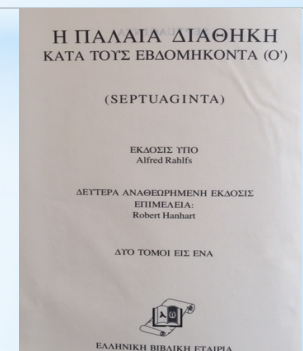 Η ΠΑΛΑΙΑ ΔΙΑΘΗΚΗ
ΚΑΤΑ ΤΟΥΣ ΕΒΔΟΜΗΚΟΝΤΑ (Ο')
(SEPTUAGINTA)
ΕΚΔΟΣΙΣ ΥΠΟ
Alfred Rahlfs
ΔΕΥΤΕΡΑ ΑΝΑΘΕΩΡΗΜΕΝΗ ΕΚΔΟΣΙΣ
ΕΠΙΜΕΛΕΙΑ:
Robert Hanhart
ΔΥΟ ΤΟΜΟΙ ΕΙΣ ΕΝΑ
λ ω
ΕΛΛΗΝΙΚΗ ΒΙΒΛΙΚΗ ΕΤΑΙΡΙΑ